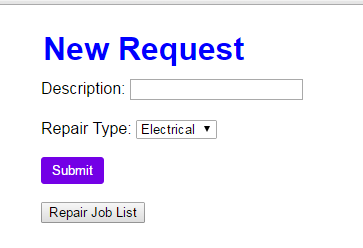 New Request
Description:
Repair Type: Electrical
Submit
Repair Job List